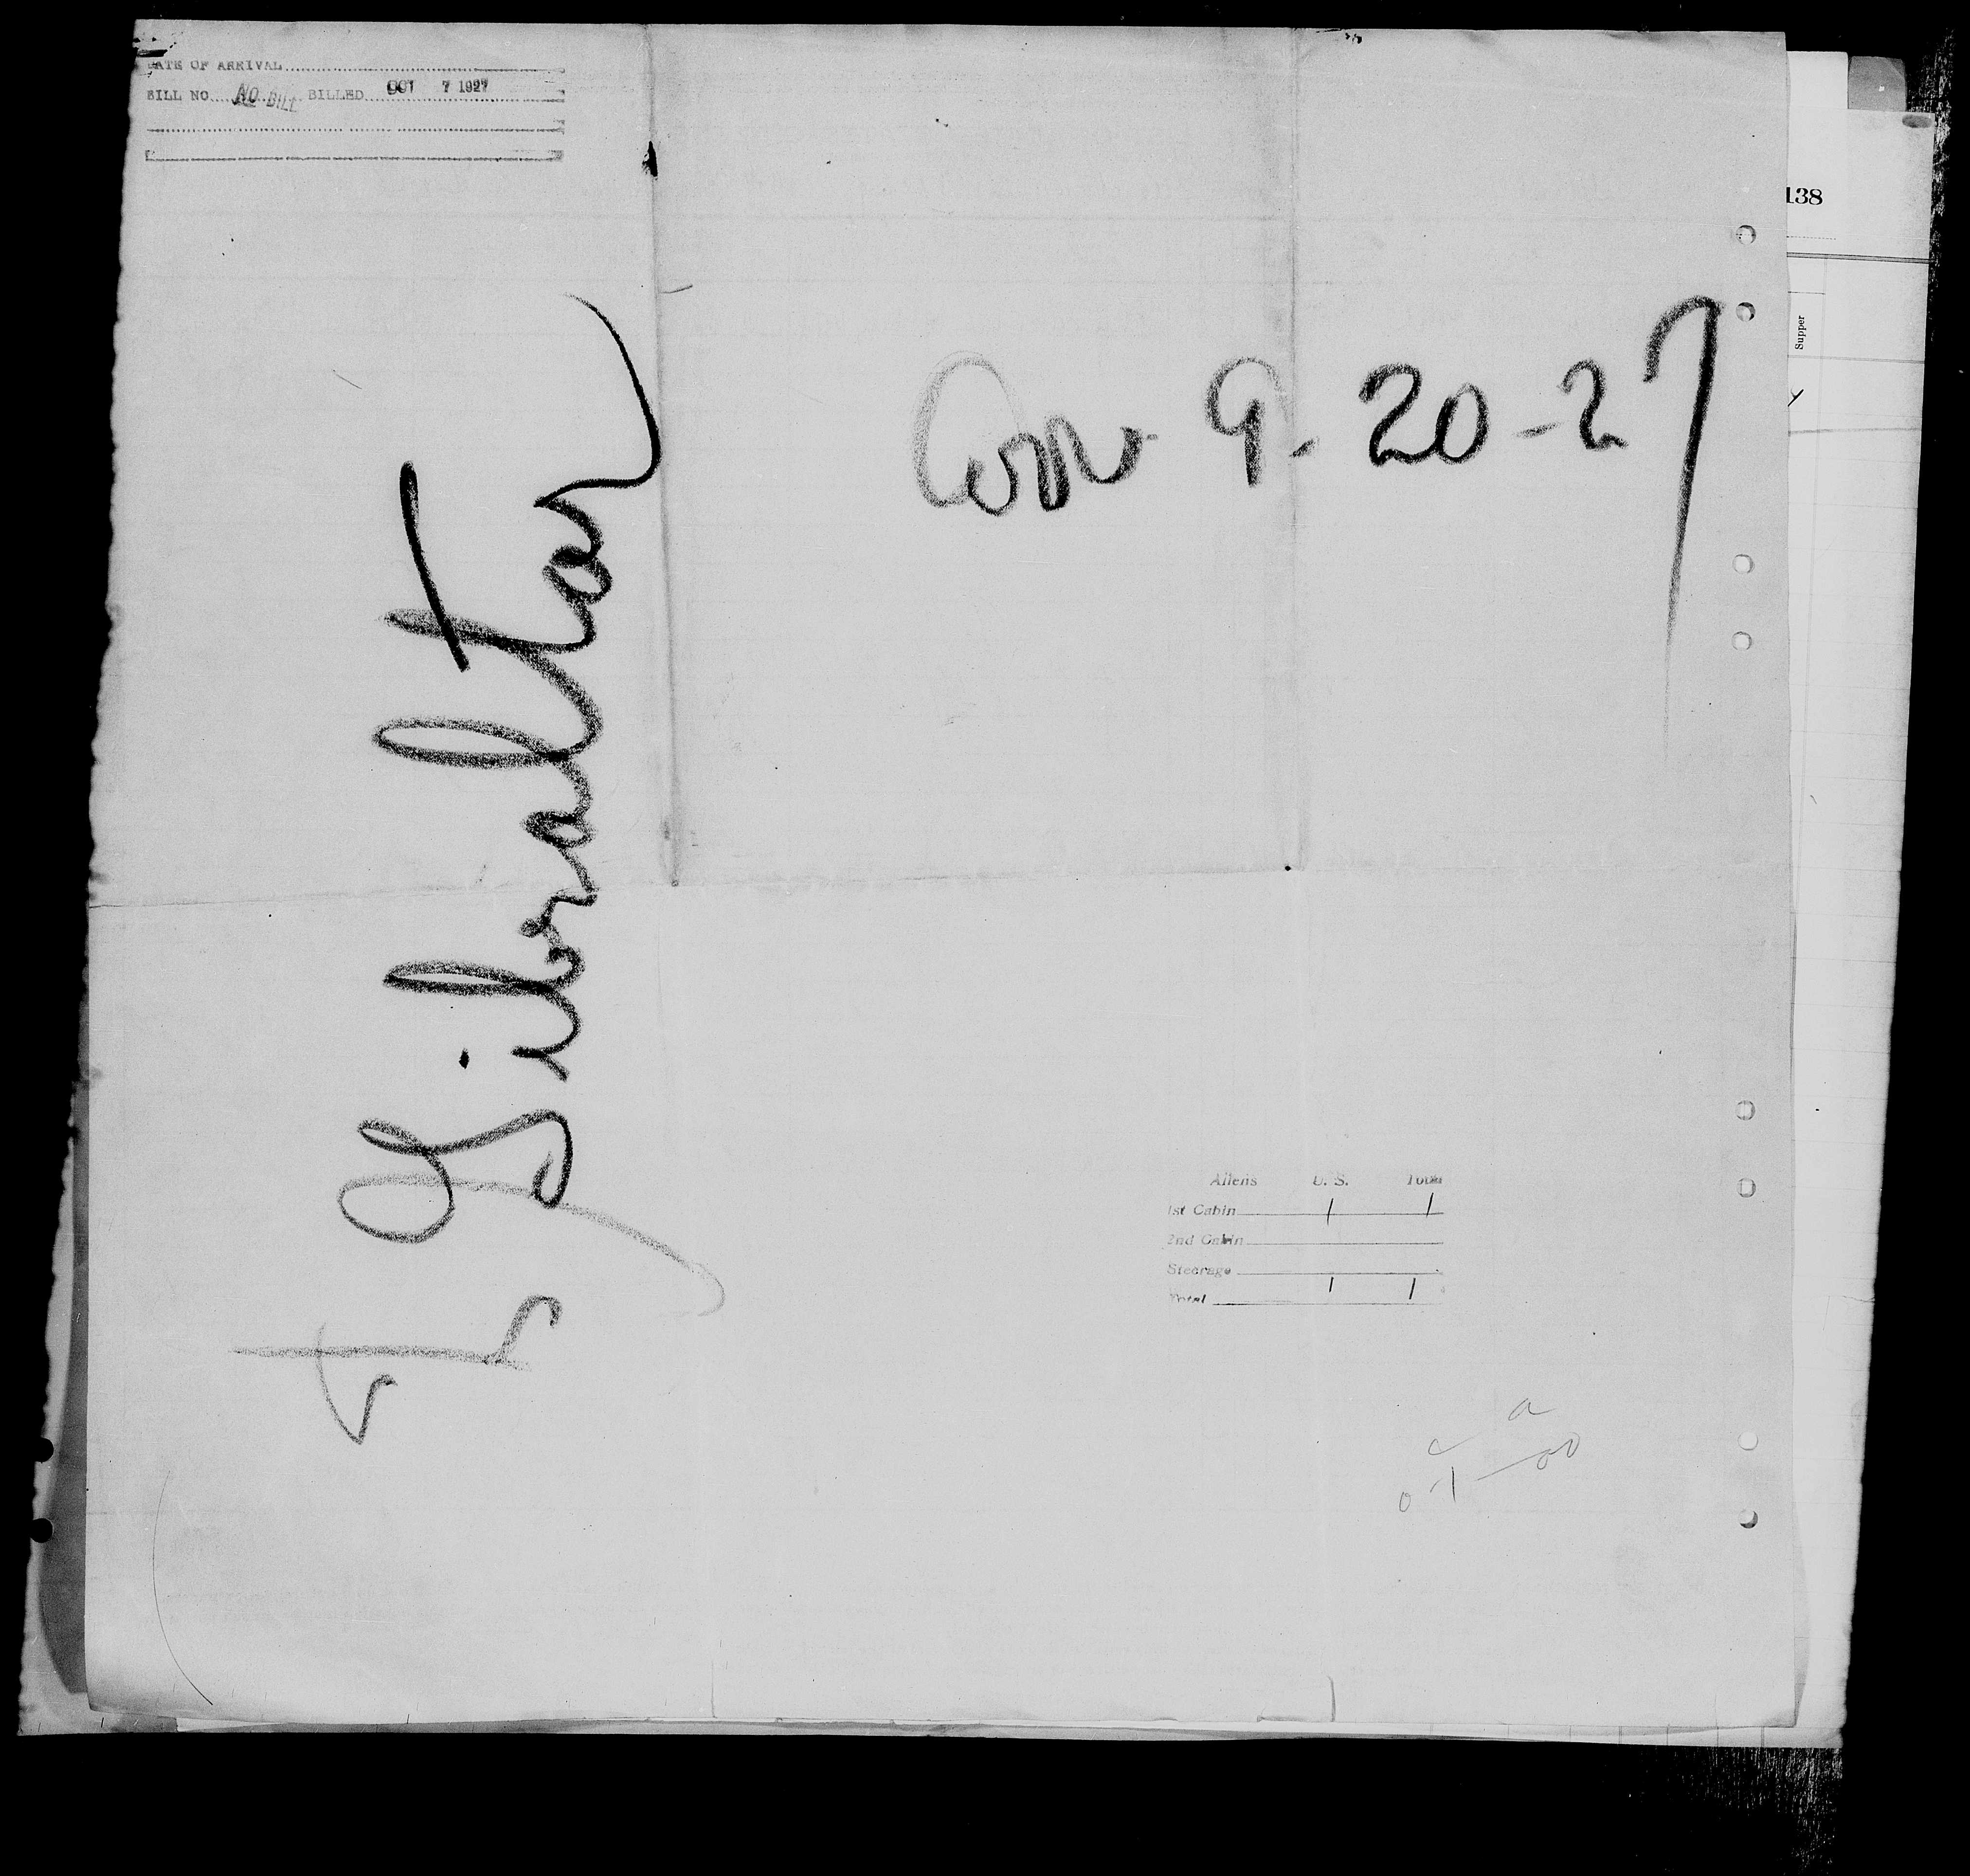 DATE OF ARRIVAL
BILL NO. NO BILL BILLED OCT 7 1927
138
Supper
Arr 9-20-27
Gibraltar
Aliens U. S. Total
1st Cabin 1 1
2nd Cabin
Steerage
Total 1 1